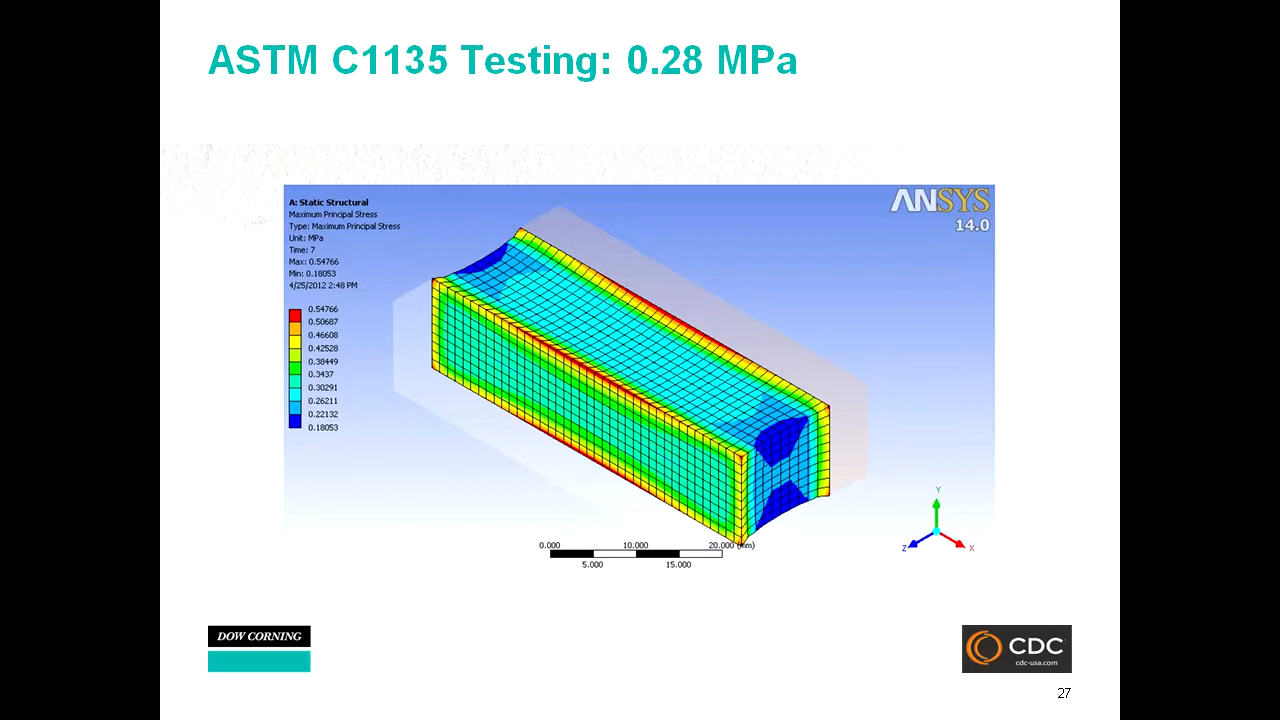 ASTM C1135 Testing: 0.28 MPa
A: Static Structural
Maximum Principal Stress
Type: Maximum Principal Stress
Unit: MPa
Time: 7
Max: 0.54766
Min: 0.18053
4/25/2012 2:48 PM
0.54766
0.50687
0.46608
0.42528
0.38449
0.3437
0.30291
0.26211
0.22132
0.18053
ANSYS
14.0
0.000 10.000 20.000 (mm)
5.000 15.000
Y
Z X
DOW CORNING
CDC
cdc-usa.com
27